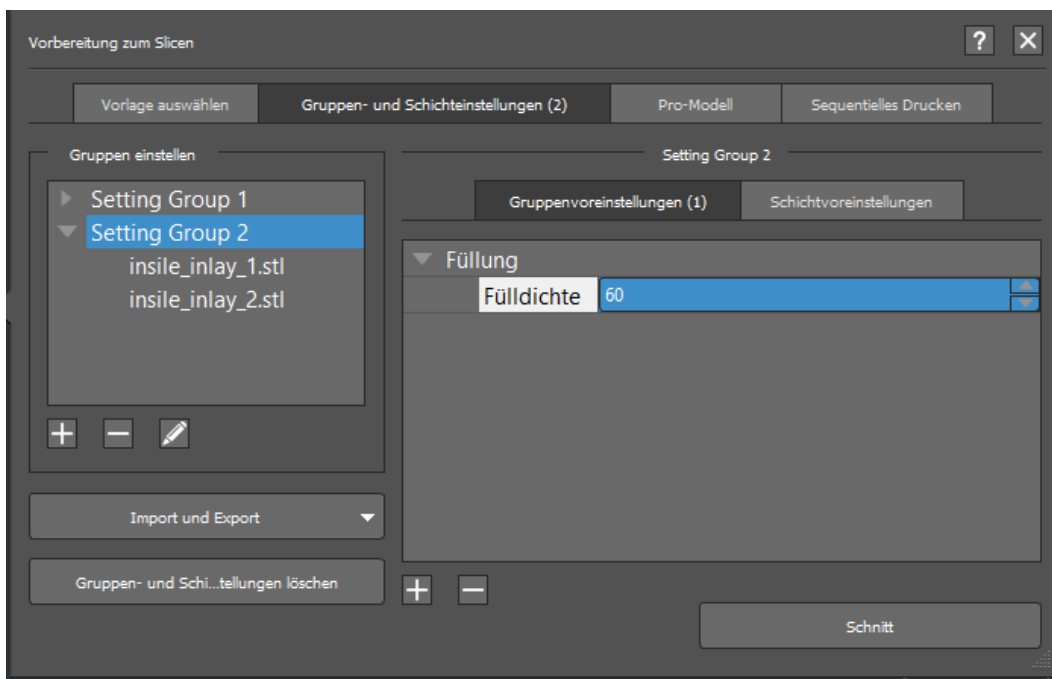 Vorbereitung zum Slicen ? X
Vorlage auswählen Gruppen- und Schichteinstellungen (2) Pro-Modell Sequentielles Drucken
Gruppen einstellen
Setting Group 1
Setting Group 2
insile_inlay_1.stl
insile_inlay_2.stl
Import und Export
Gruppen- und Schi...tellungen löschen
Setting Group 2
Gruppenvoreinstellungen (1) Schichtvoreinstellungen
Füllung
Fülldichte 60
Schnitt